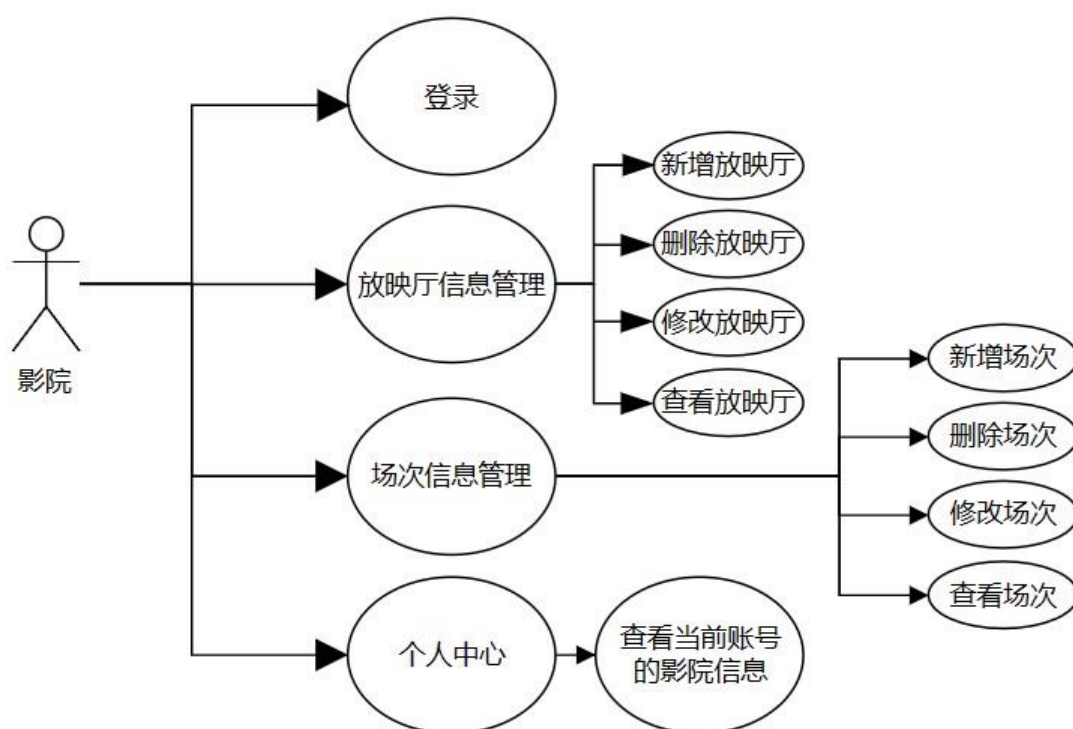 登录
新增放映厅
删除放映厅
放映厅信息管理
修改放映厅
新增场次
影院
查看放映厅
删除场次
场次信息管理
修改场次
查看场次
个人中心
查看当前账号
的影院信息